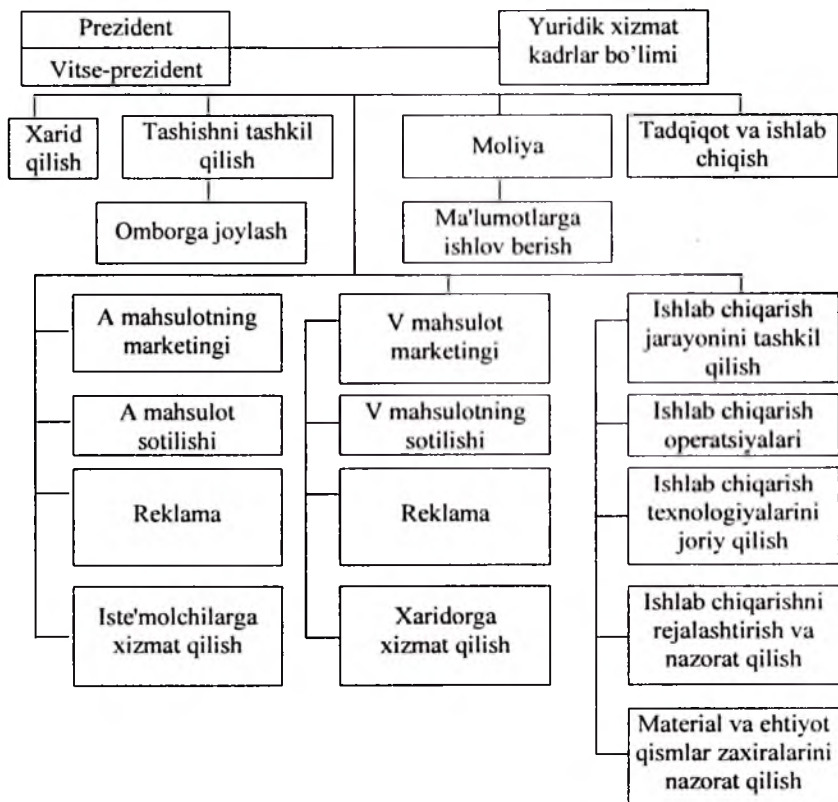 Prezident
Vitse-prezident
Yuridik xizmat
kadrlar bo'limi
Xarid
qilish
Tashishni tashkil
qilish
Moliya
Tadqiqot va ishlab
chiqish
Omborga joylash
Ma'lumotlarga
ishlov berish
A mahsulotning
marketingi
V mahsulot
marketingi
Ishlab chiqarish
jarayonini tashkil
qilish
A mahsulot
sotilishi
V mahsulotning
sotilishi
Ishlab chiqarish
operatsiyalari
Reklama
Reklama
Ishlab chiqarish
texnologiyalarini
joriy qilish
Iste'molchilarga
xizmat qilish
Xaridorga
xizmat qilish
Ishlab chiqarishni
rejalashtirish va
nazorat qilish
Material va ehtiyot
qismlar zaxiralarini
nazorat qilish